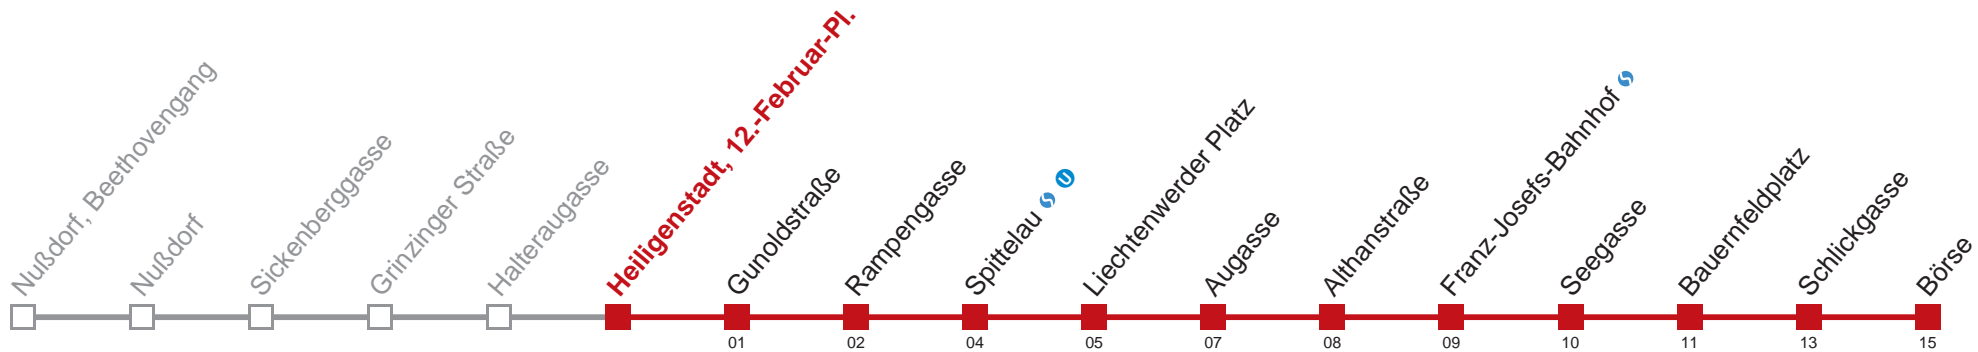 Nußdorf, Beethovengang
Nußdorf
Sickenberggasse
Grinzinger Straße
Halteraugasse
Heiligenstadt, 12.-Februar-Pl.
Gunoldstraße
Rampengasse
Spittelau S U
Liechtenwerder Platz
Augasse
Althanstraße
Franz-Josefs-Bahnhof S
Seegasse
Bauernfeldplatz
Schlickgasse
Börse
01 02 04 05 07 08 09 10 11 13 15